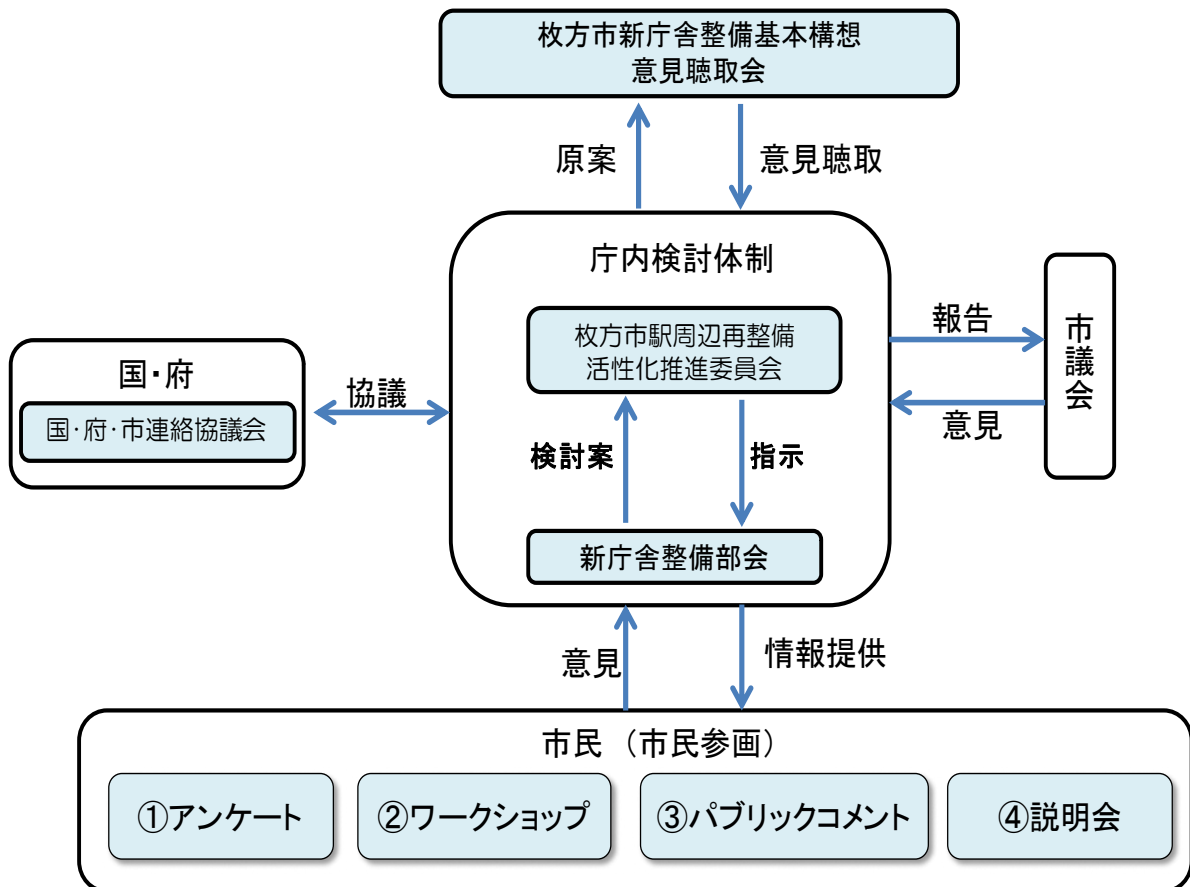 枚方市新庁舎整備基本構想
意見聴取会
原案
意見聴取
庁内検討体制
枚方市駅周辺再整備
活性化推進委員会
検討案
指示
新庁舎整備部会
国・府
国・府・市連絡協議会
協議
報告
意見
市議会
意見
情報提供
市民（市民参画）
①アンケート
②ワークショップ
③パブリックコメント
④説明会